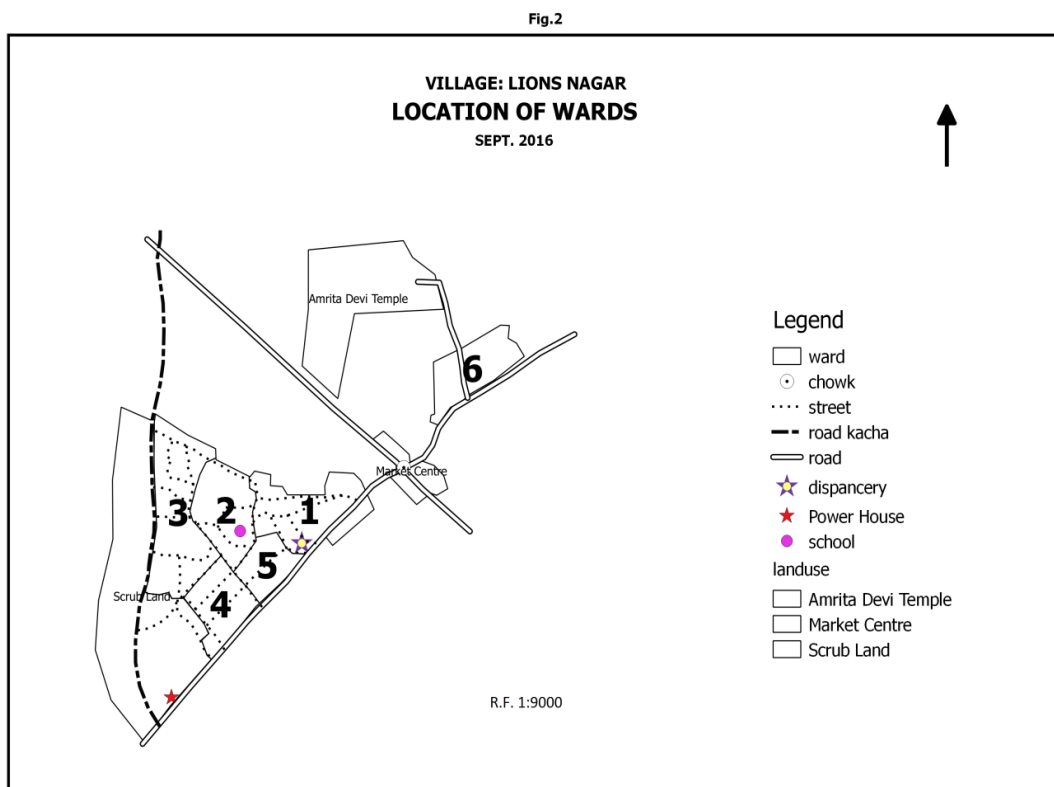 Fig.2
VILLAGE: LIONS NAGAR
LOCATION OF WARDS
SEPT. 2016
Amrita Devi Temple
6
Market Centre
3
2
1
5
4
Scrub Land
R.F. 1:9000
Legend
ward
chowk
street
road kacha
road
dispancery
Power House
school
landuse
Amrita Devi Temple
Market Centre
Scrub Land